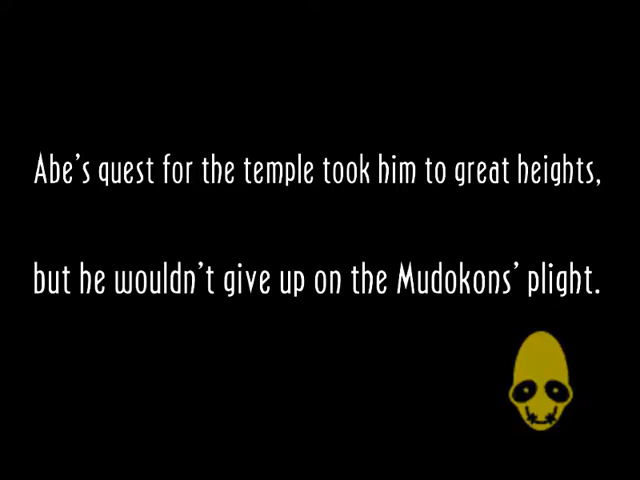 Abe’s quest for the temple took him to great heights,
but he wouldn’t give up on the Mudokons’ plight.